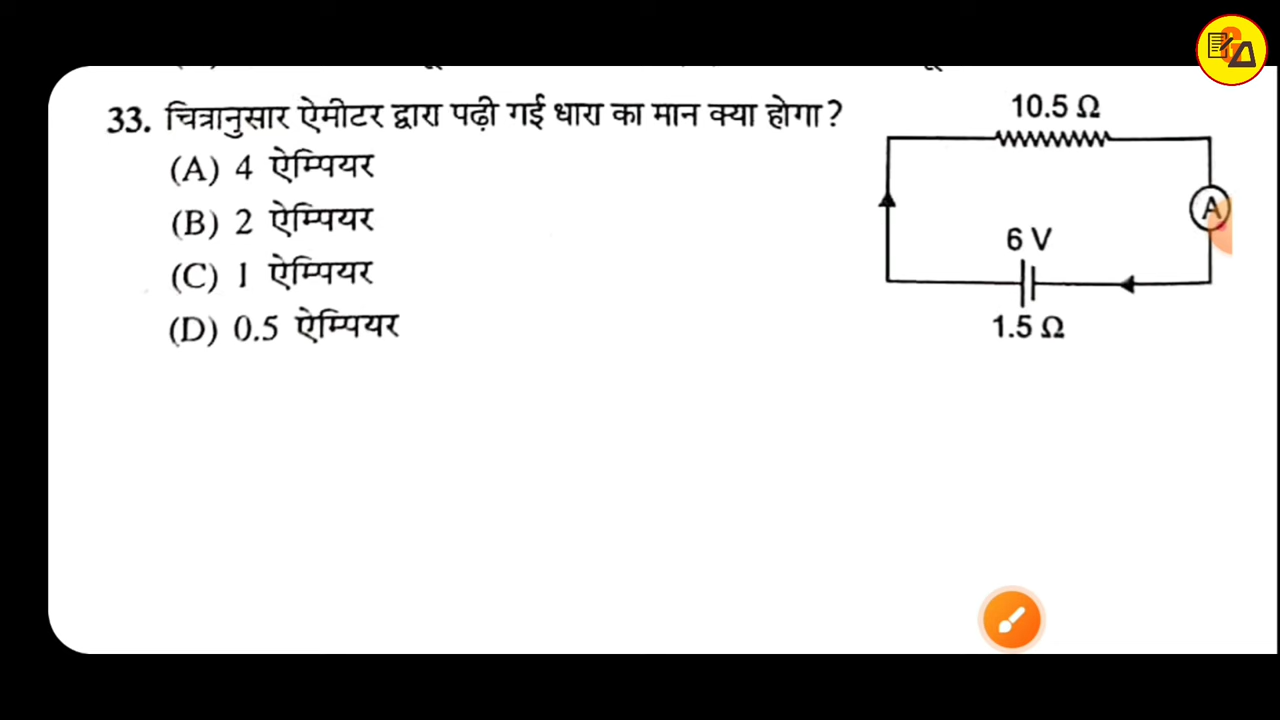 33. चित्रानुसार ऐमीटर द्वारा पढ़ी गई धारा का मान क्या होगा?
(A) 4 ऐम्पियर
(B) 2 ऐम्पियर
(C) 1 ऐम्पियर
(D) 0.5 ऐम्पियर
10.5 Ω
A
6 V
1.5 Ω